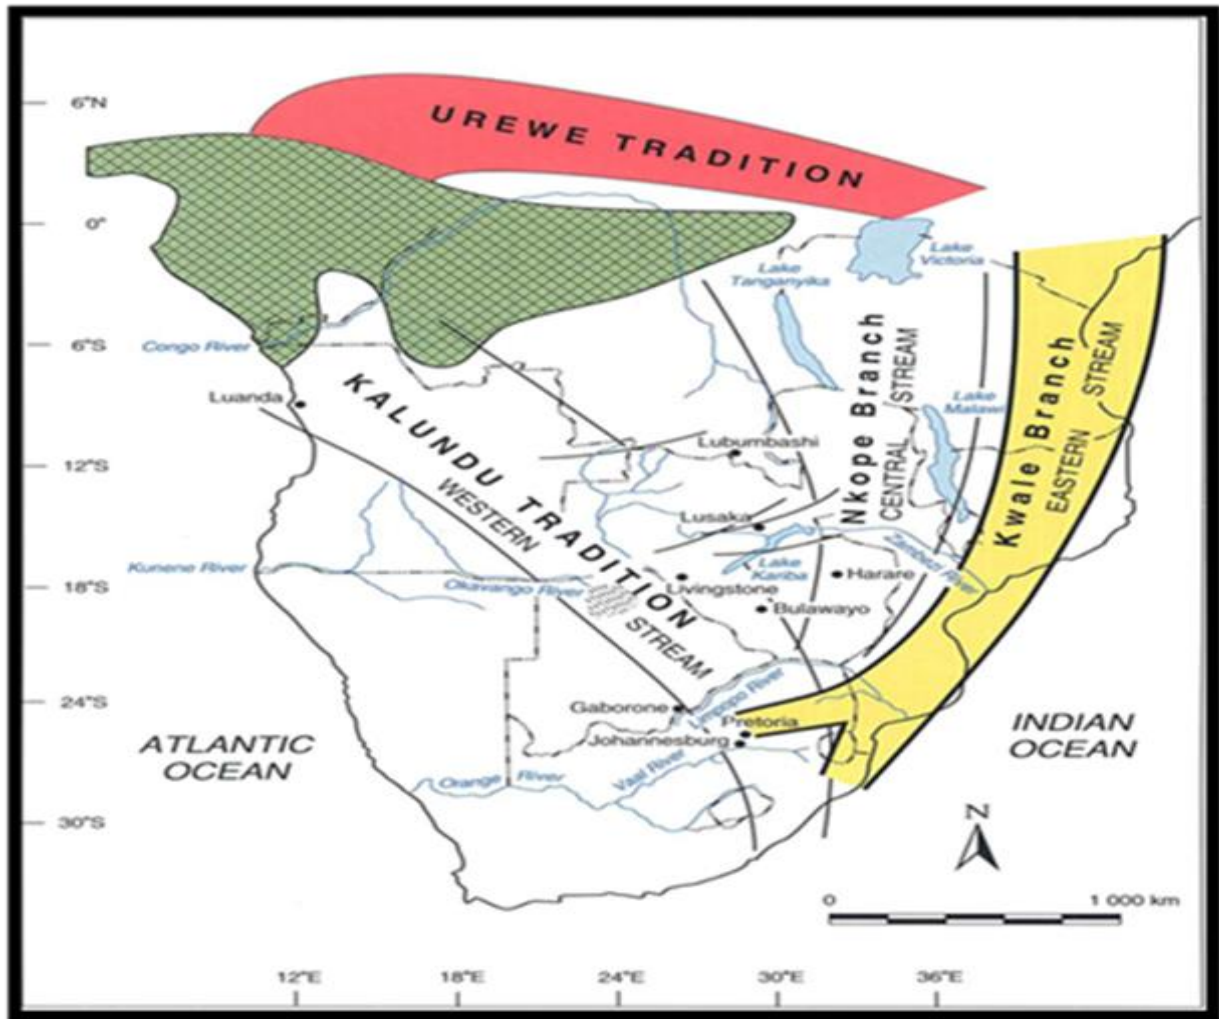 6°N
UREWE TRADITION
0°
Lake
Victoria
Lake
Tanganyika
Congo River
6°S
Luanda
KALUNDU TRADITION
WESTERN STREAM
Nkope Branch
CENTRAL STREAM
Kwale Branch
EASTERN STREAM
Lake
Malawi
Lubumbashi
12°S
Lusaka
Zambezi River
Kunene River
Okavango River
Lake
Kariba
Livingstone
Harare
18°S
Bulawayo
24°S
Gaborone
Limpopo River
Pretoria
Johannesburg
ATLANTIC
OCEAN
INDIAN
OCEAN
Orange River
Vaal River
30°S
N
0 1 000 km
12°E 18°E 24°E 30°E 36°E